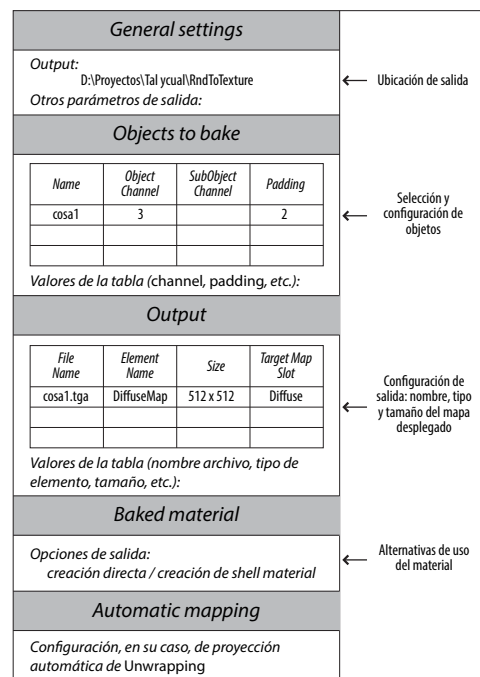 General settings
Output:
D:\Proyectos\Tal ycual\RndToTexture
Otros parámetros de salida:
Ubicación de salida
Objects to bake
Name Object Channel SubObject Channel Padding
cosa1 3 2
Valores de la tabla (channel, padding, etc.):
Selección y
configuración de
objetos
Output
File Name Element Name Size Target Map Slot
cosa1.tga DiffuseMap 512 x 512 Diffuse
Valores de la tabla (nombre archivo, tipo de
elemento, tamaño, etc.):
Configuración de
salida: nombre, tipo
y tamaño del mapa
desplegado
Baked material
Opciones de salida:
creación directa / creación de shell material
Alternativas de uso
del material
Automatic mapping
Configuración, en su caso, de proyección
automática de Unwrapping